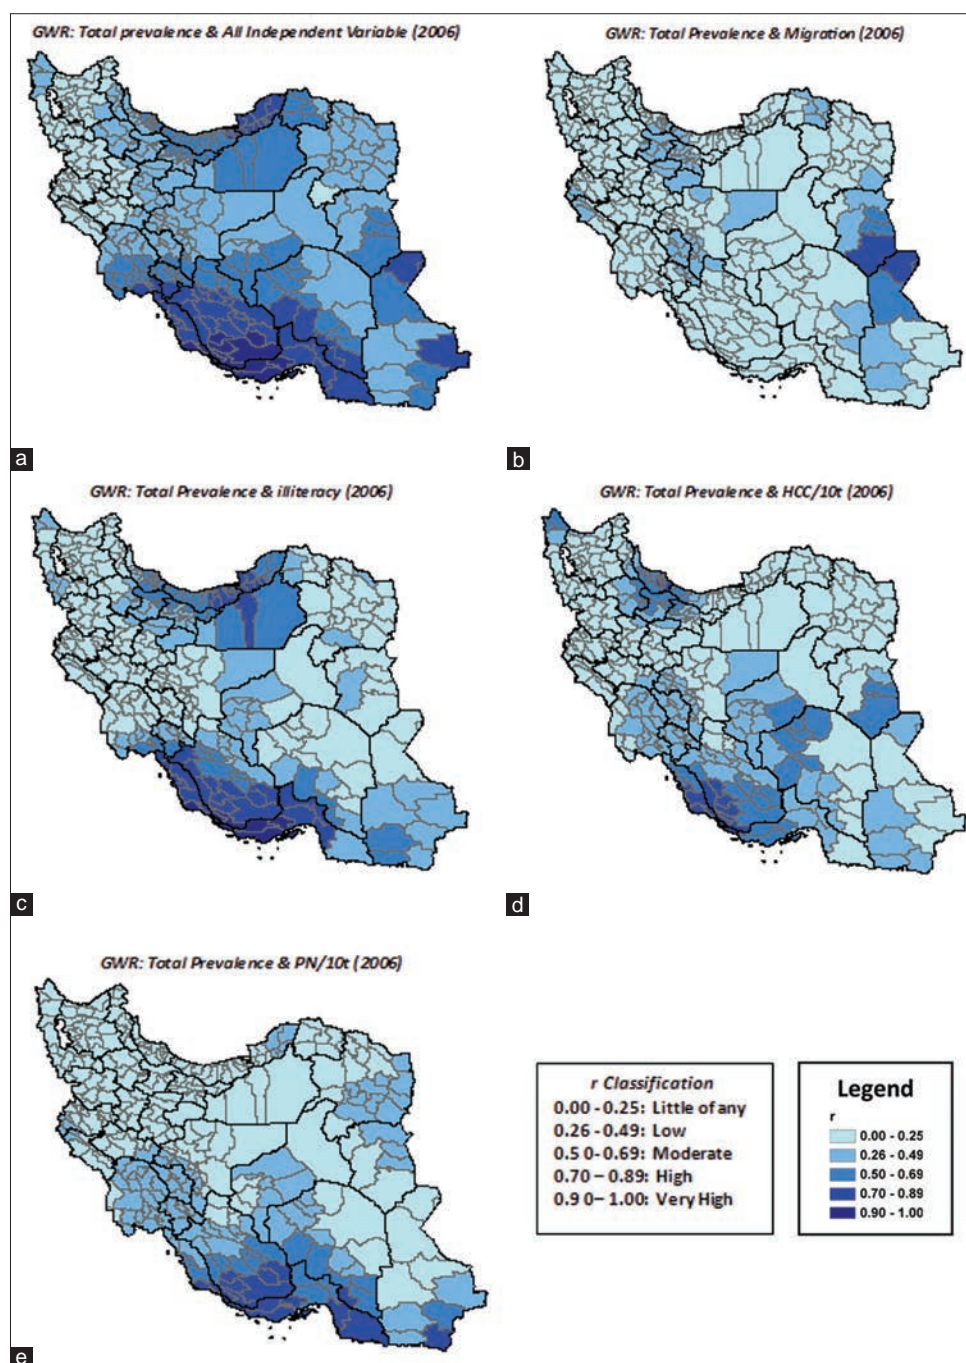 GWR: Total prevalence & All Independent Variable (2006)
GWR: Total Prevalence & Migration (2006)
a
b
GWR: Total Prevalence & illiteracy (2006)
GWR: Total Prevalence & HCC/10t (2006)
c
d
GWR: Total Prevalence & PN/10t (2006)
r Classification
0.00 - 0.25: Little of any
0.26 - 0.49: Low
0.5 0- 0.69: Moderate
0.70 – 0.89: High
0.9 0– 1.00: Very High
Legend
r
0.00 - 0.25
0.26 - 0.49
0.50 - 0.69
0.70 - 0.89
0.90 - 1.00
e